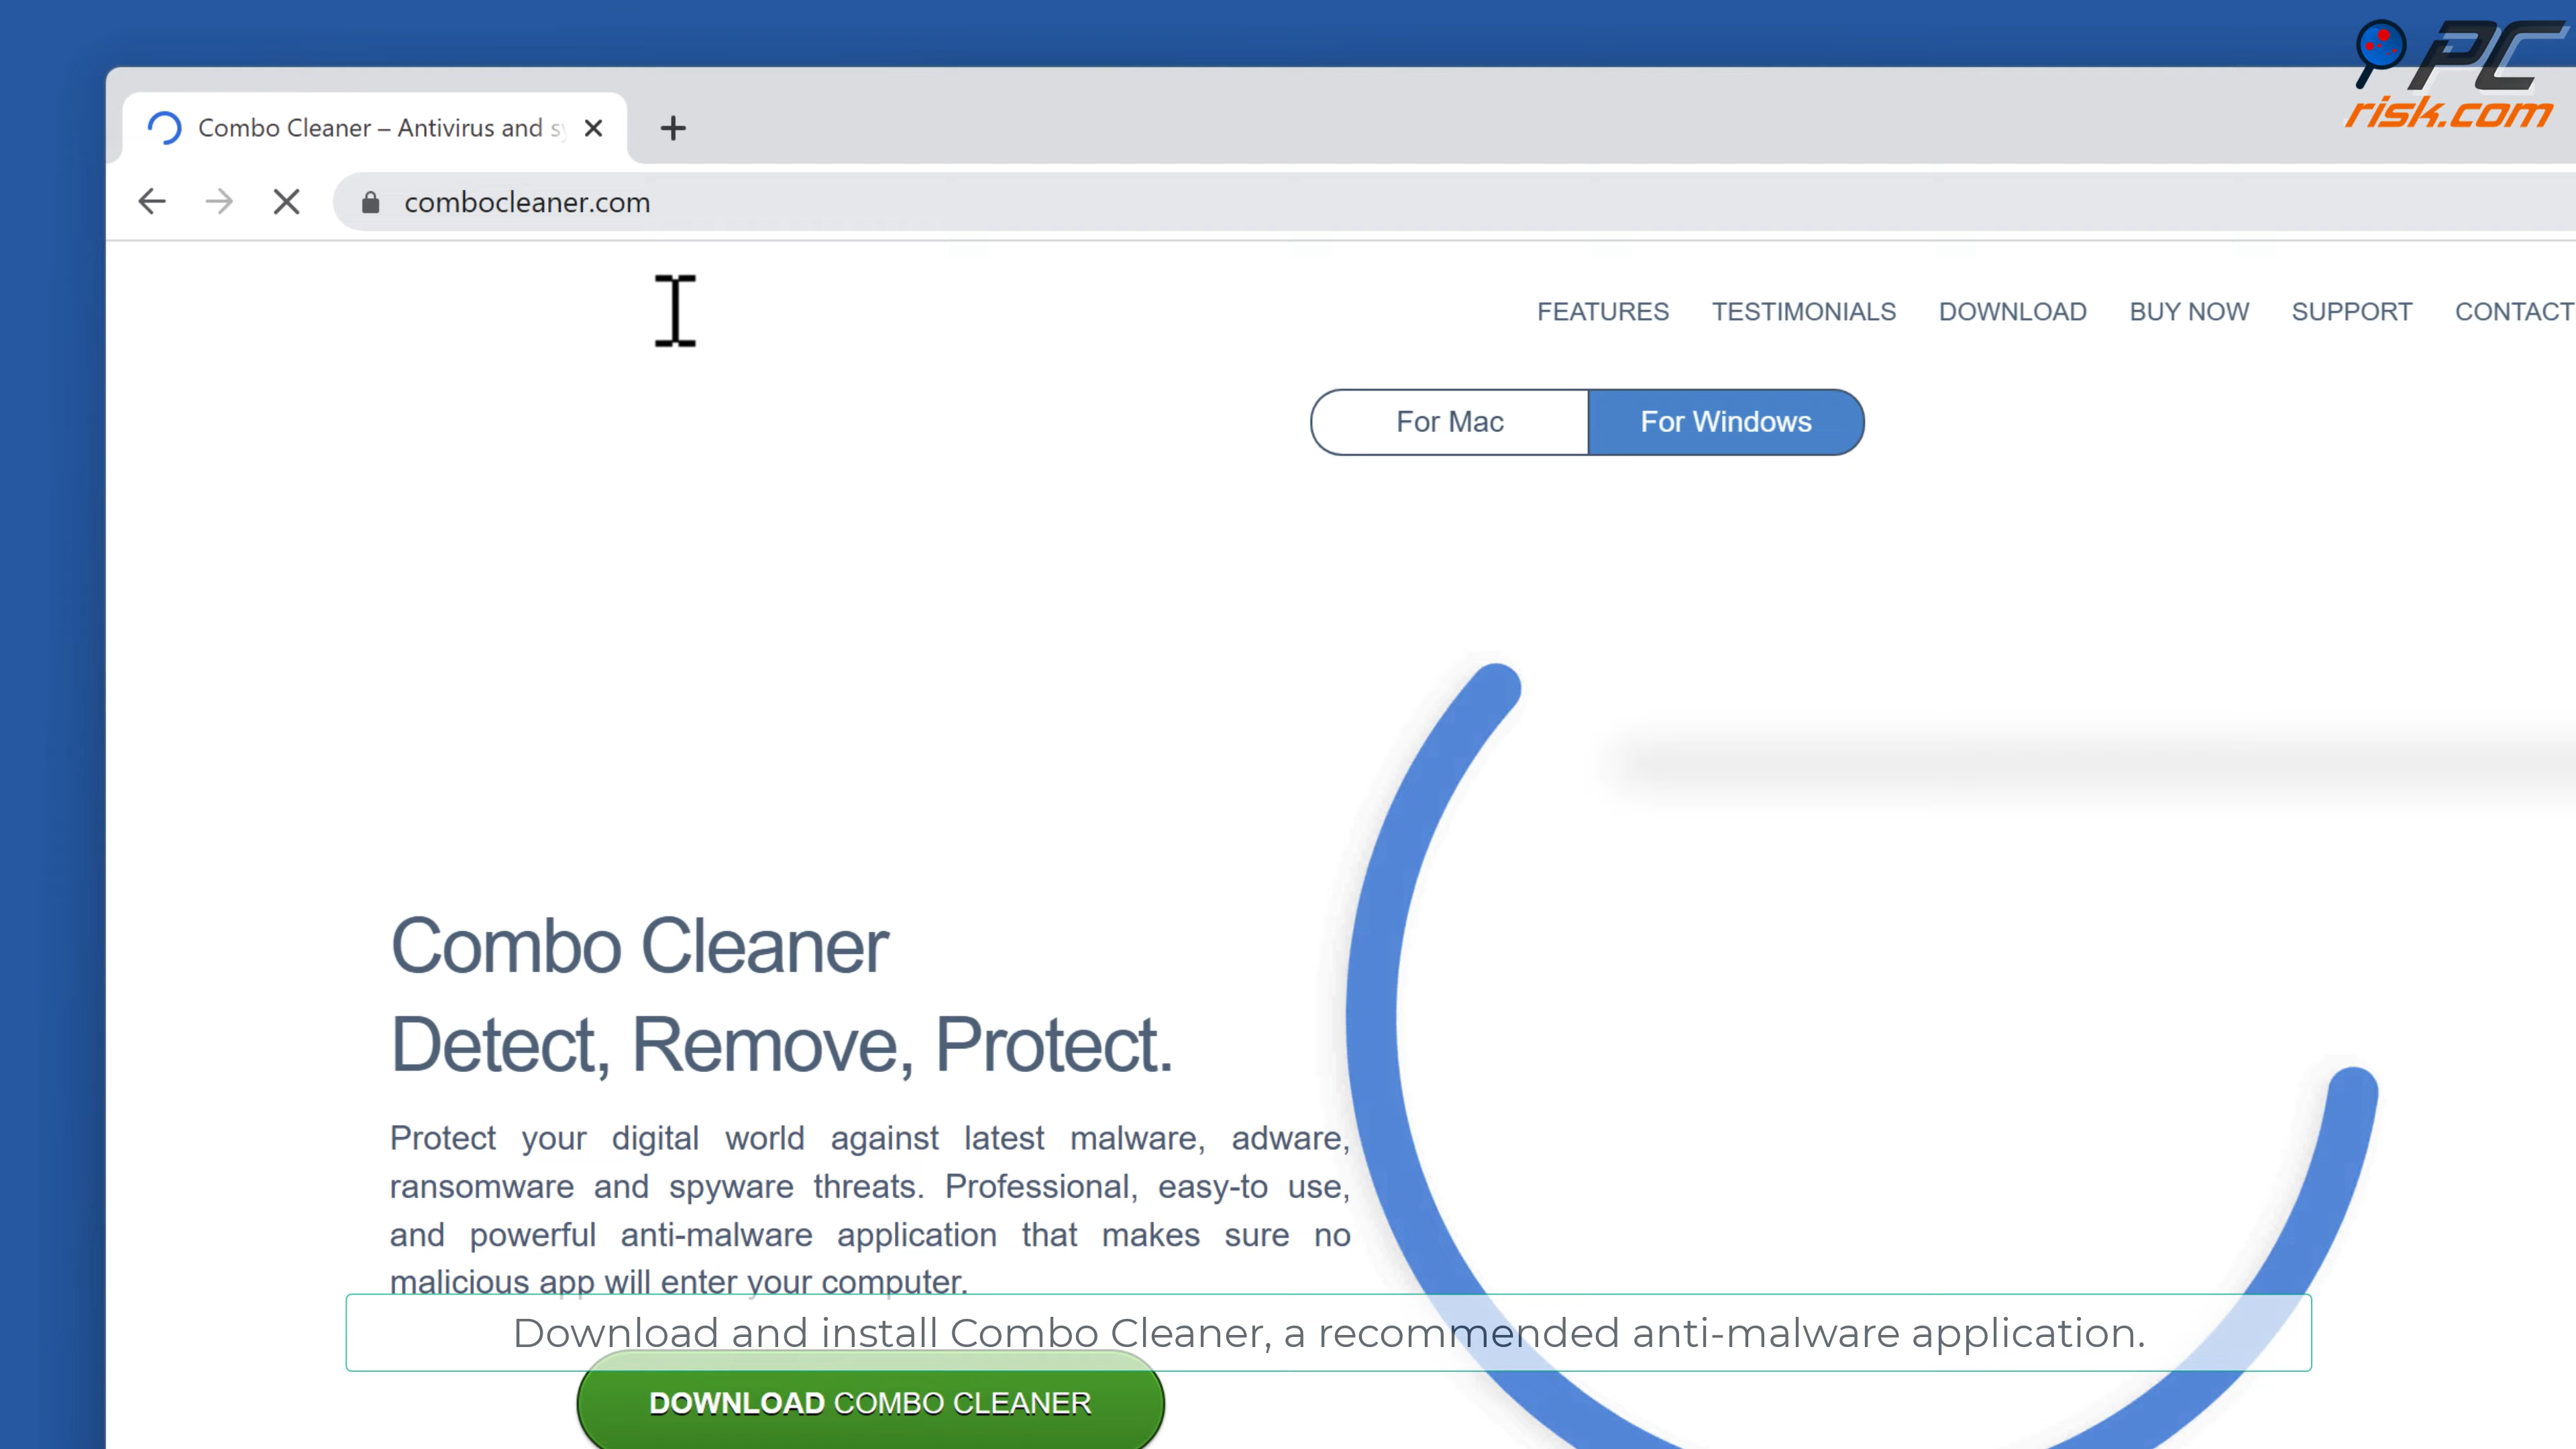 PC
risk.com
Combo Cleaner – Antivirus and sy
combocleaner.com
FEATURES TESTIMONIALS DOWNLOAD BUY NOW SUPPORT CONTACT
For Mac For Windows
Combo Cleaner
Detect, Remove, Protect.
Protect your digital world against latest malware, adware,
ransomware and spyware threats. Professional, easy-to use,
and powerful anti-malware application that makes sure no
malicious app will enter your computer.
Download and install Combo Cleaner, a recommended anti-malware application.
DOWNLOAD COMBO CLEANER